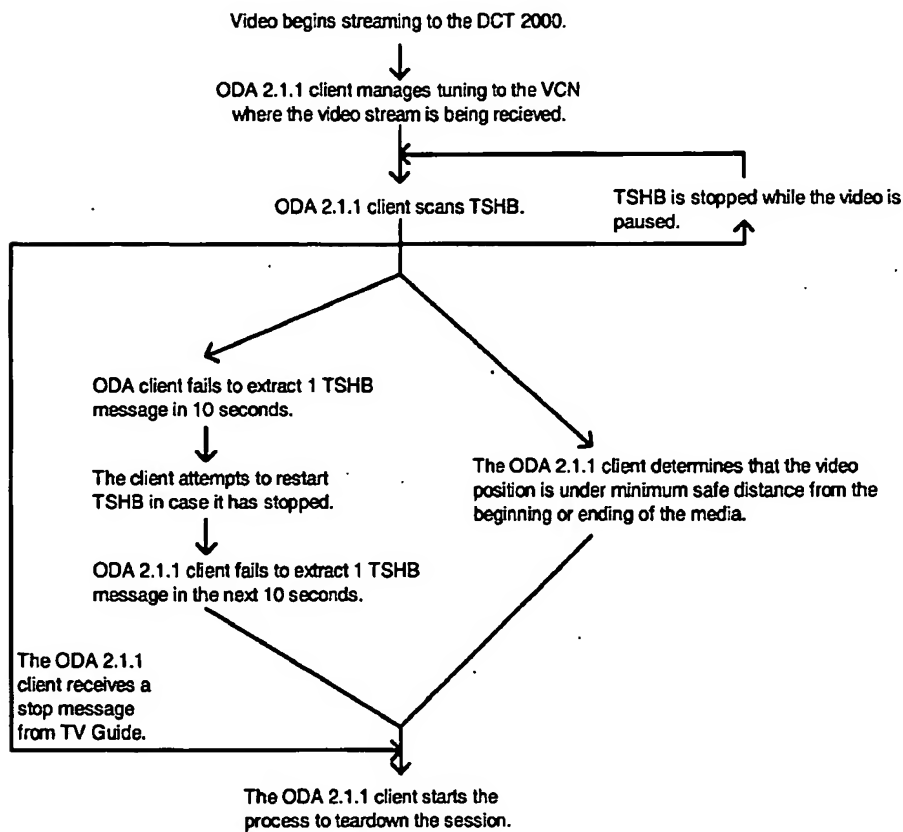 Video begins streaming to the DCT 2000.
ODA 2.1.1 client manages tuning to the VCN
where the video stream is being recieved.
ODA 2.1.1 client scans TSHB.
TSHB is stopped while the video is
paused.
ODA client fails to extract 1 TSHB
message in 10 seconds.
The client attempts to restart
TSHB in case it has stopped.
ODA 2.1.1 client fails to extract 1 TSHB
message in the next 10 seconds.
The ODA 2.1.1 client determines that the video
position is under minimum safe distance from the
beginning or ending of the media.
The ODA 2.1.1
client receives a
stop message
from TV Guide.
The ODA 2.1.1 client starts the
process to teardown the session.